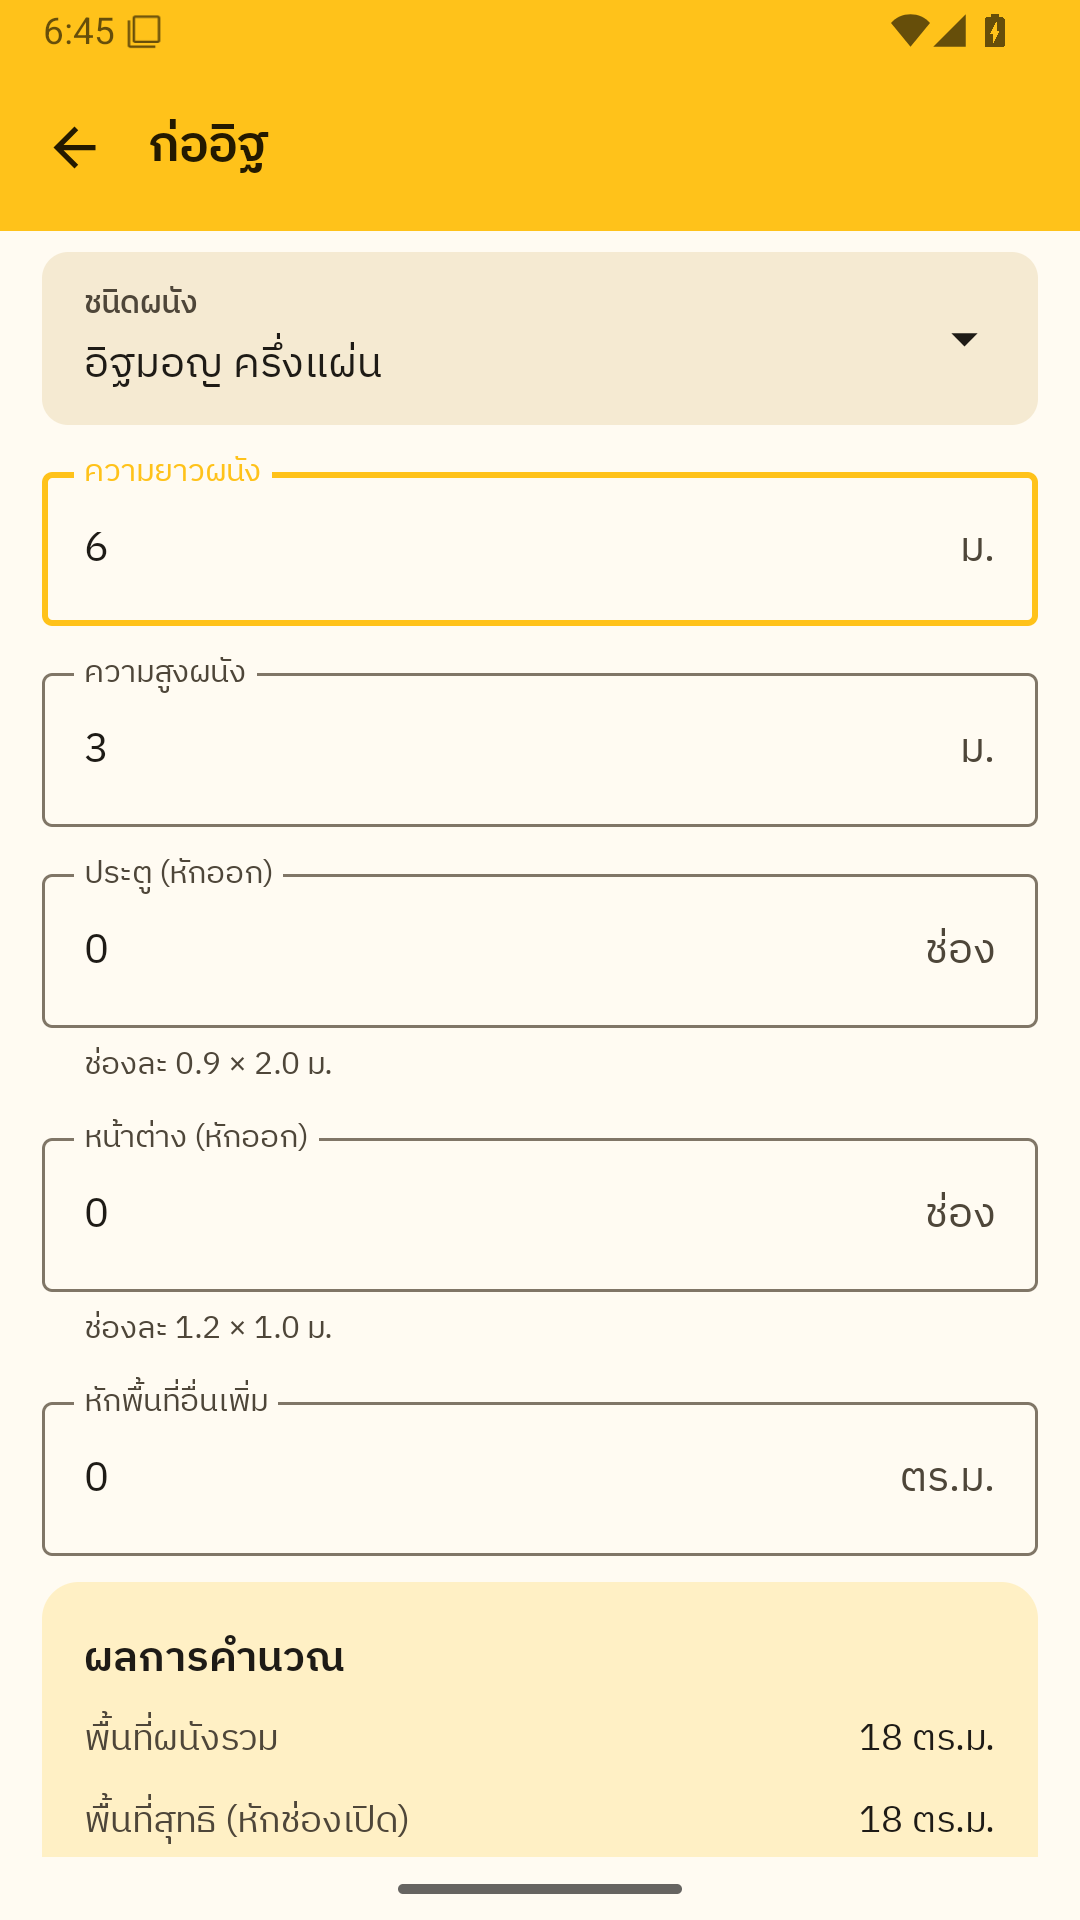 6:45
ก่ออิฐ
ชนิดผนัง
อิฐมอญ ครึ่งแผ่น
ความยาวผนัง
6 ม.
ความสูงผนัง
3 ม.
ประตู (หักออก)
0 ช่อง
ช่องละ 0.9 × 2.0 ม.
หน้าต่าง (หักออก)
0 ช่อง
ช่องละ 1.2 × 1.0 ม.
หักพื้นที่อื่นเพิ่ม
0 ตร.ม.
ผลการคำนวณ
พื้นที่ผนังรวม 18 ตร.ม.
พื้นที่สุทธิ (หักช่องเปิด) 18 ตร.ม.